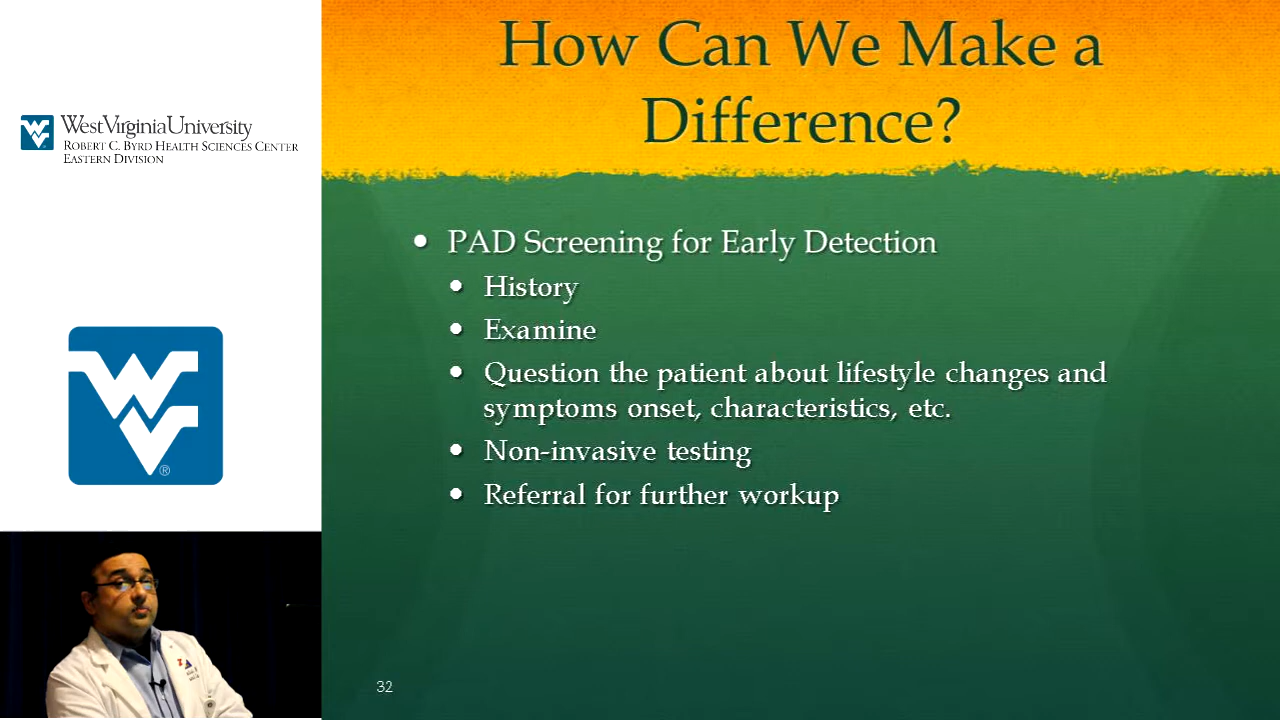 West Virginia University
ROBERT C. BYRD HEALTH SCIENCES CENTER
EASTERN DIVISION
WV
®
How Can We Make a
Difference?
• PAD Screening for Early Detection
• History
• Examine
• Question the patient about lifestyle changes and
symptoms onset, characteristics, etc.
• Non-invasive testing
• Referral for further workup
32